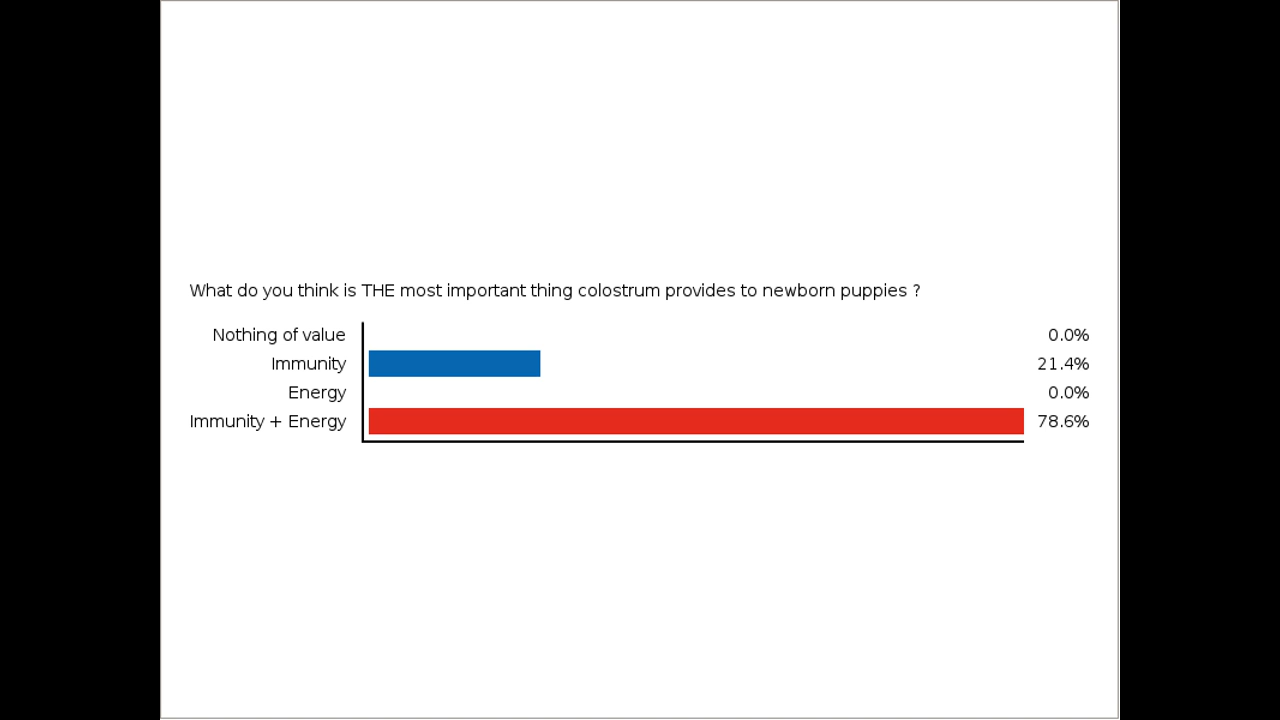 What do you think is THE most important thing colostrum provides to newborn puppies ?
Nothing of value 0.0%
Immunity 21.4%
Energy 0.0%
Immunity + Energy 78.6%